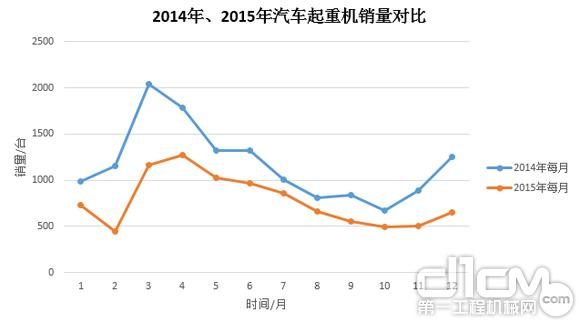 2014年、2015年汽车起重机销量对比
2500
2000
1500
1000
500
0
销量/台
1 2 3 4 5 6 7 8 9 10 11 12
时间/月
2014年每月
2015年每月
d1cm
.com
第一工程机械网